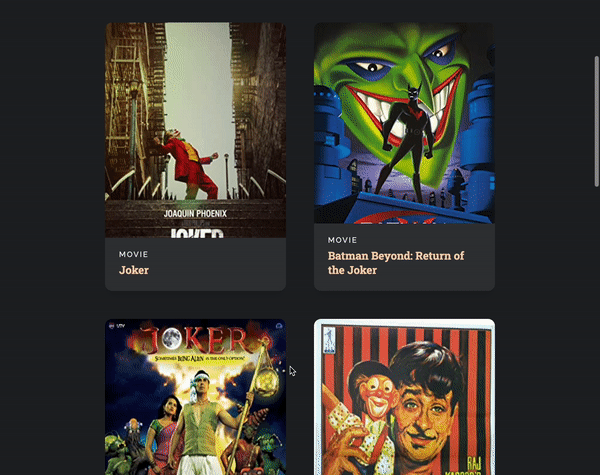 JOAQUIN PHOENIX
JOKER
MOVIE
Joker
MOVIE
Batman Beyond: Return of
the Joker
UTV
JOKER
SOMETIMES BEING ALIEN IS THE ONLY OPTION!
RAJ
KAPOOR'S